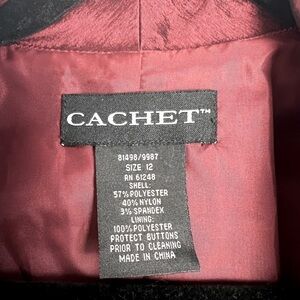 CACHET™
81498/9987
SIZE 12
RN 61248
SHELL:
57% POLYESTER
40% NYLON
3% SPANDEX
LINING:
100% POLYESTER
PROTECT BUTTONS
PRIOR TO CLEANING
MADE IN CHINA